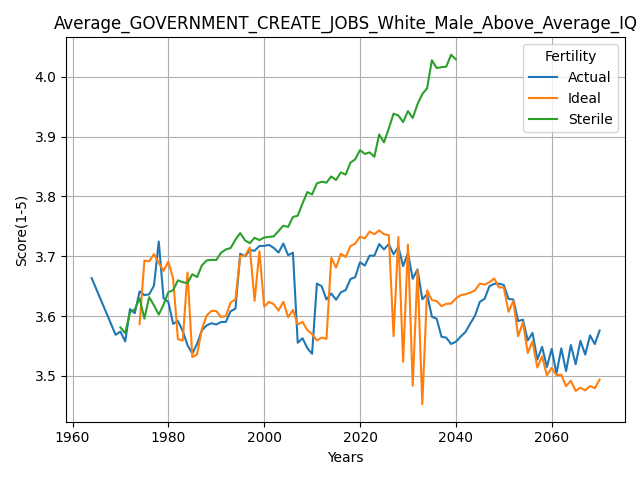 Average_GOVERNMENT_CREATE_JOBS_White_Male_Above_Average_IQ
Fertility
Actual
Ideal
Sterile
Score(1-5)
4.0
3.9
3.8
3.7
3.6
3.5
1960
1980
2000
2020
2040
2060
Years